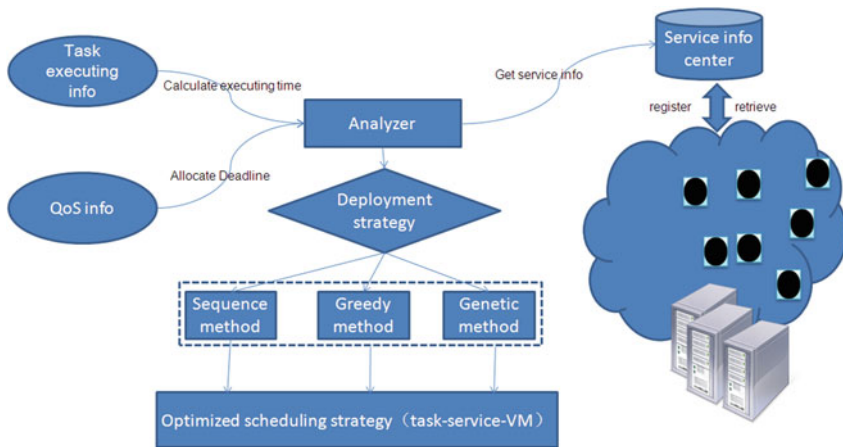 Task
executing
info
Calculate executing time
Get service info
Service info
center
register
retrieve
Analyzer
Allocate Deadline
QoS info
Deployment
strategy
Sequence
method
Greedy
method
Genetic
method
Optimized scheduling strategy（task-service-VM）